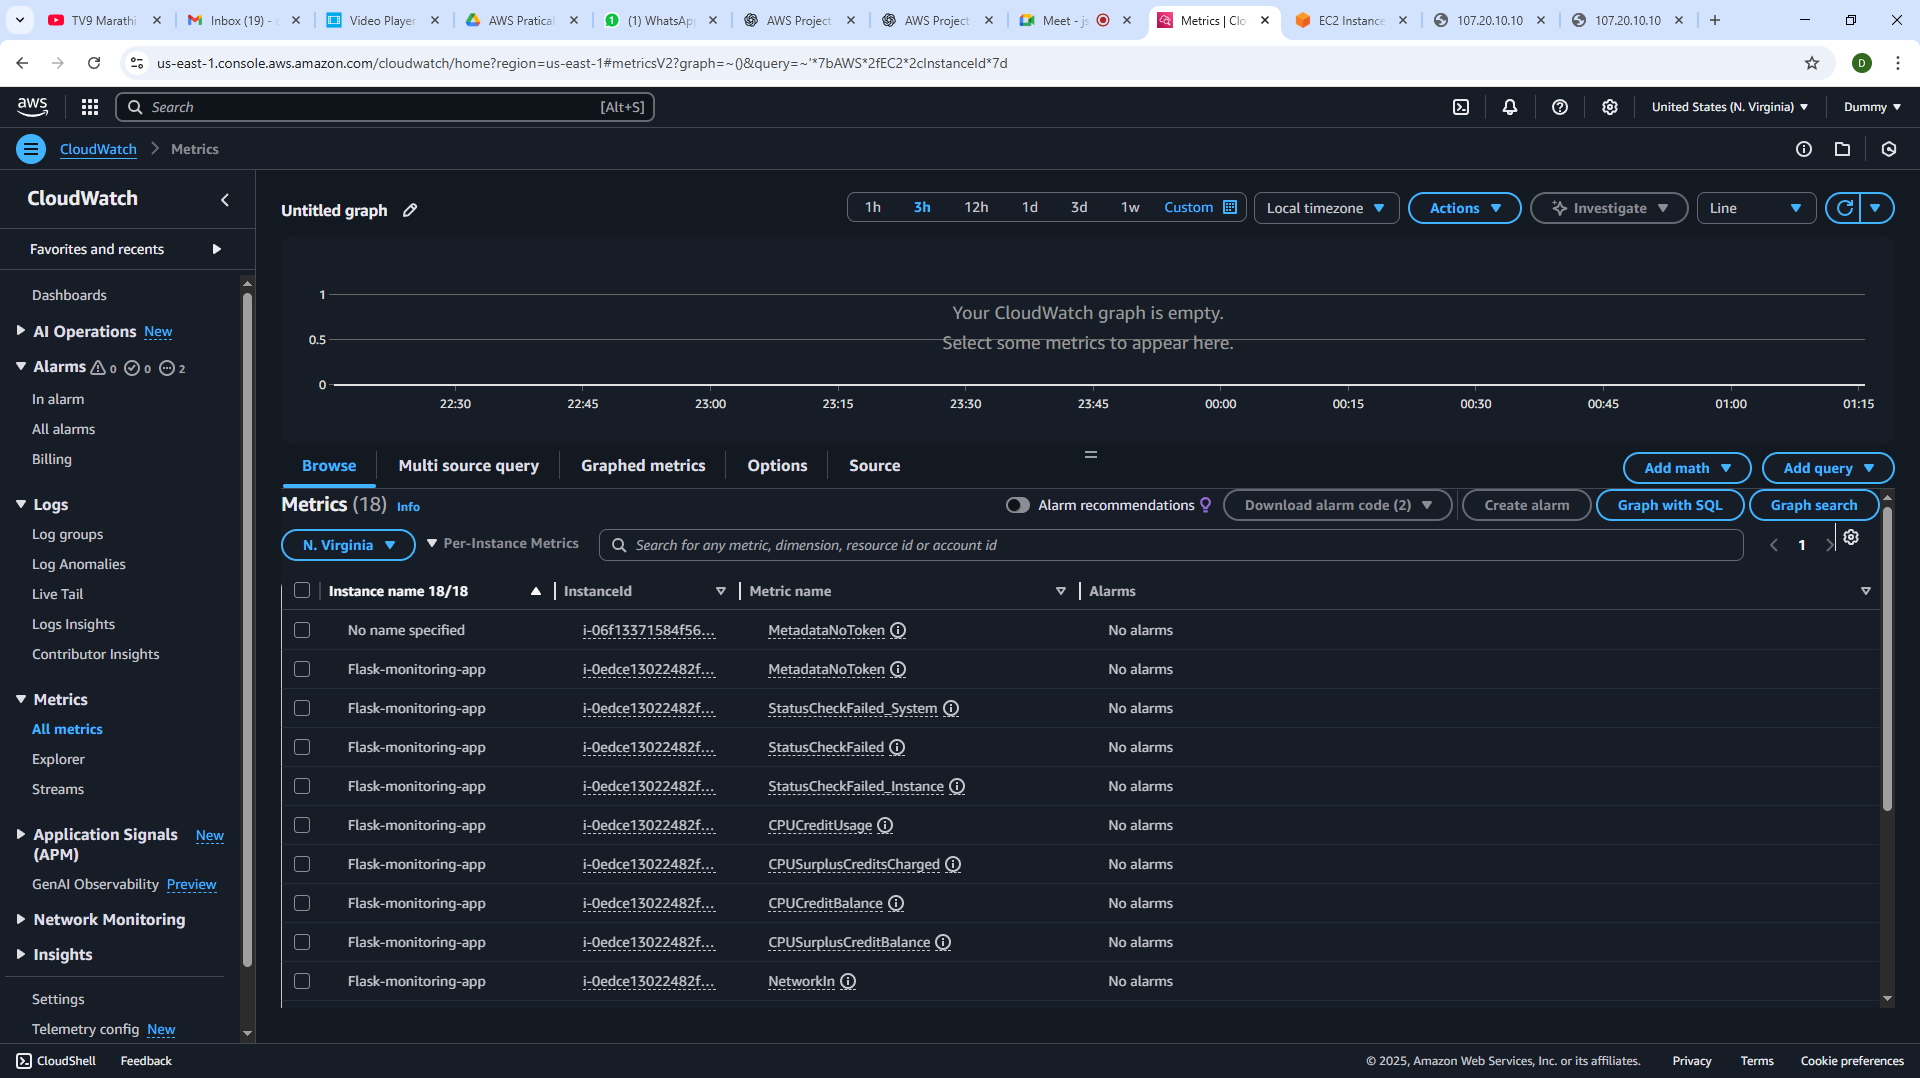 TV9 Marathi
Inbox (19) - c
Video Player
AWS Pratical
(1) WhatsApp
AWS Project
AWS Project
Meet - js
Metrics | Clo
EC2 Instance
107.20.10.10
107.20.10.10
us-east-1.console.aws.amazon.com/cloudwatch/home?region=us-east-1#metricsV2?graph=~()&query=~'*7bAWS*2fEC2*2cInstanceId*7d
D
aws
Search
[Alt+S]
United States (N. Virginia)
Dummy
CloudWatch
Metrics
CloudWatch
Favorites and recents
Dashboards
AI Operations New
Alarms 0 0 2
In alarm
All alarms
Billing
Logs
Log groups
Log Anomalies
Live Tail
Logs Insights
Contributor Insights
Metrics
All metrics
Explorer
Streams
Application Signals (APM) New
GenAI Observability Preview
Network Monitoring
Insights
Settings
Telemetry config New
Untitled graph
1h 3h 12h 1d 3d 1w Custom
Local timezone
Actions
Investigate
Line
1
0.5
0
Your CloudWatch graph is empty.
Select some metrics to appear here.
22:30 22:45 23:00 23:15 23:30 23:45 00:00 00:15 00:30 00:45 01:00 01:15
Browse Multi source query Graphed metrics Options Source
Add math
Add query
Metrics (18) Info
Alarm recommendations
Download alarm code (2)
Create alarm
Graph with SQL
Graph search
N. Virginia
Per-Instance Metrics
Search for any metric, dimension, resource id or account id
1
Instance name 18/18 InstanceId Metric name Alarms
No name specified i-06f13371584f56... MetadataNoToken No alarms
Flask-monitoring-app i-0edce13022482f... MetadataNoToken No alarms
Flask-monitoring-app i-0edce13022482f... StatusCheckFailed_System No alarms
Flask-monitoring-app i-0edce13022482f... StatusCheckFailed No alarms
Flask-monitoring-app i-0edce13022482f... StatusCheckFailed_Instance No alarms
Flask-monitoring-app i-0edce13022482f... CPUCreditUsage No alarms
Flask-monitoring-app i-0edce13022482f... CPUSurplusCreditsCharged No alarms
Flask-monitoring-app i-0edce13022482f... CPUCreditBalance No alarms
Flask-monitoring-app i-0edce13022482f... CPUSurplusCreditBalance No alarms
Flask-monitoring-app i-0edce13022482f... NetworkIn No alarms
CloudShell
Feedback
© 2025, Amazon Web Services, Inc. or its affiliates.
Privacy
Terms
Cookie preferences